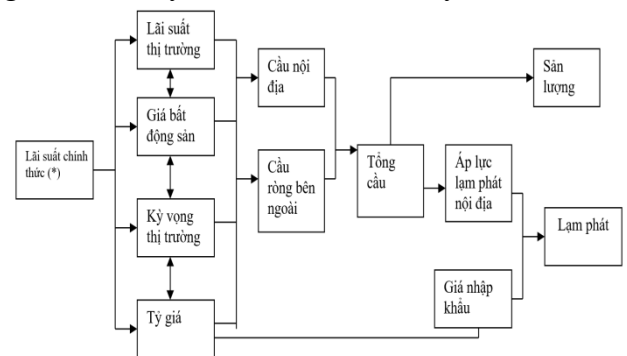 Lãi suất
thị trường
Giá bất
động sản
Lãi suất chính
thức (*)
Kỳ vọng
thị trường
Tỷ giá
Cầu nội
địa
Cầu
ròng bên
ngoài
Tổng
cầu
Sản
lượng
Áp lực
lạm phát
nội địa
Giá nhập
khẩu
Lạm phát